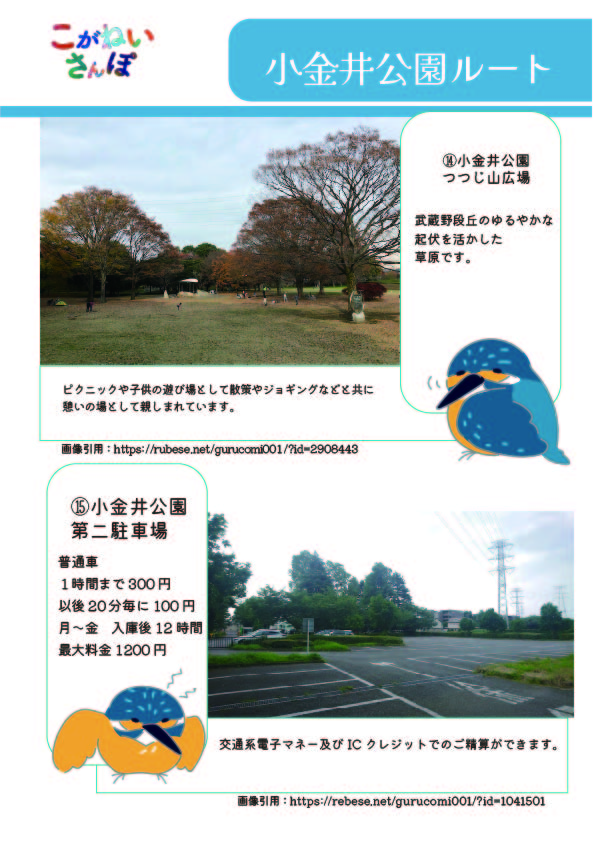 こがねい
さんぽ
小金井公園ルート
⑭小金井公園
つつじ山広場
武蔵野段丘のゆるやかな
起伏を活かした
草原です。
ピクニックや子供の遊び場として散策やジョギングなどと共に
憩いの場として親しまれています。
画像引用：https://rubese.net/gurucomi001/?id=2908443
⑮小金井公園
第二駐車場
普通車
１時間まで300円
以後20分毎に100円
月～金　入庫後12時間
最大料金1200円
交通系電子マネー及びICクレジットでのご精算ができます。
画像引用：https://rebese.net/gurucomi001/?id=1041501